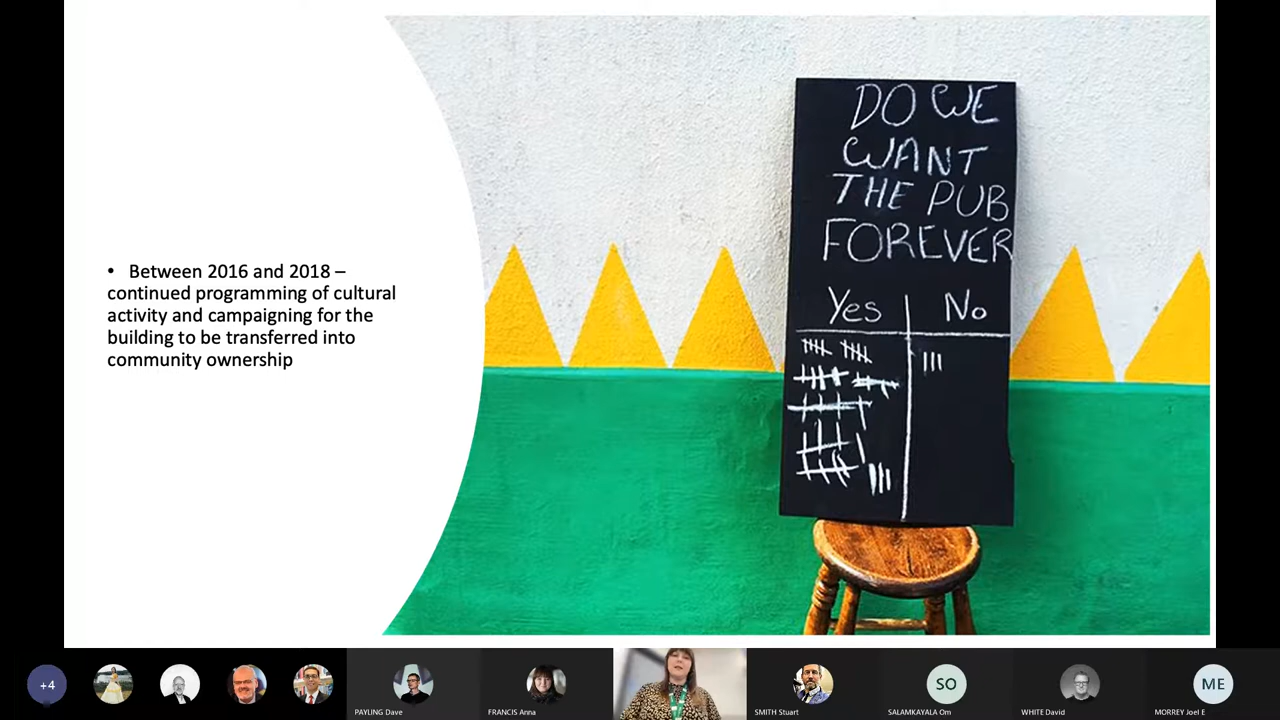 • Between 2016 and 2018 –
continued programming of cultural
activity and campaigning for the
building to be transferred into
community ownership
DO WE
WANT
THE PUB
FOREVER
Yes No
+4
PAYLING Dave
FRANCIS Anna
SMITH Stuart
SO
SALAMKAYALA Om
WHITE David
ME
MORREY Joel E